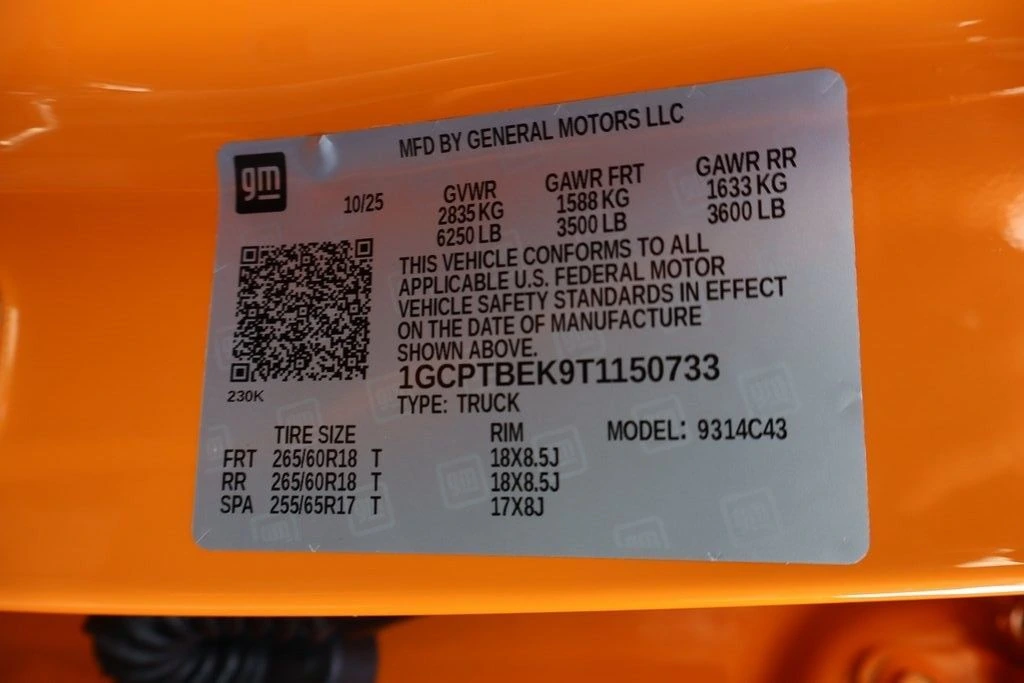 MFD BY GENERAL MOTORS LLC
gm
10/25
GVWR GAWR FRT GAWR RR
2835 KG 1588 KG 1633 KG
6250 LB 3500 LB 3600 LB
THIS VEHICLE CONFORMS TO ALL
APPLICABLE U.S. FEDERAL MOTOR
VEHICLE SAFETY STANDARDS IN EFFECT
ON THE DATE OF MANUFACTURE
SHOWN ABOVE.
1GCPTBEK9T1150733
230K
TYPE: TRUCK
TIRE SIZE RIM MODEL: 9314C43
FRT 265/60R18 T 18X8.5J
RR 265/60R18 T 18X8.5J
SPA 255/65R17 T 17X8J